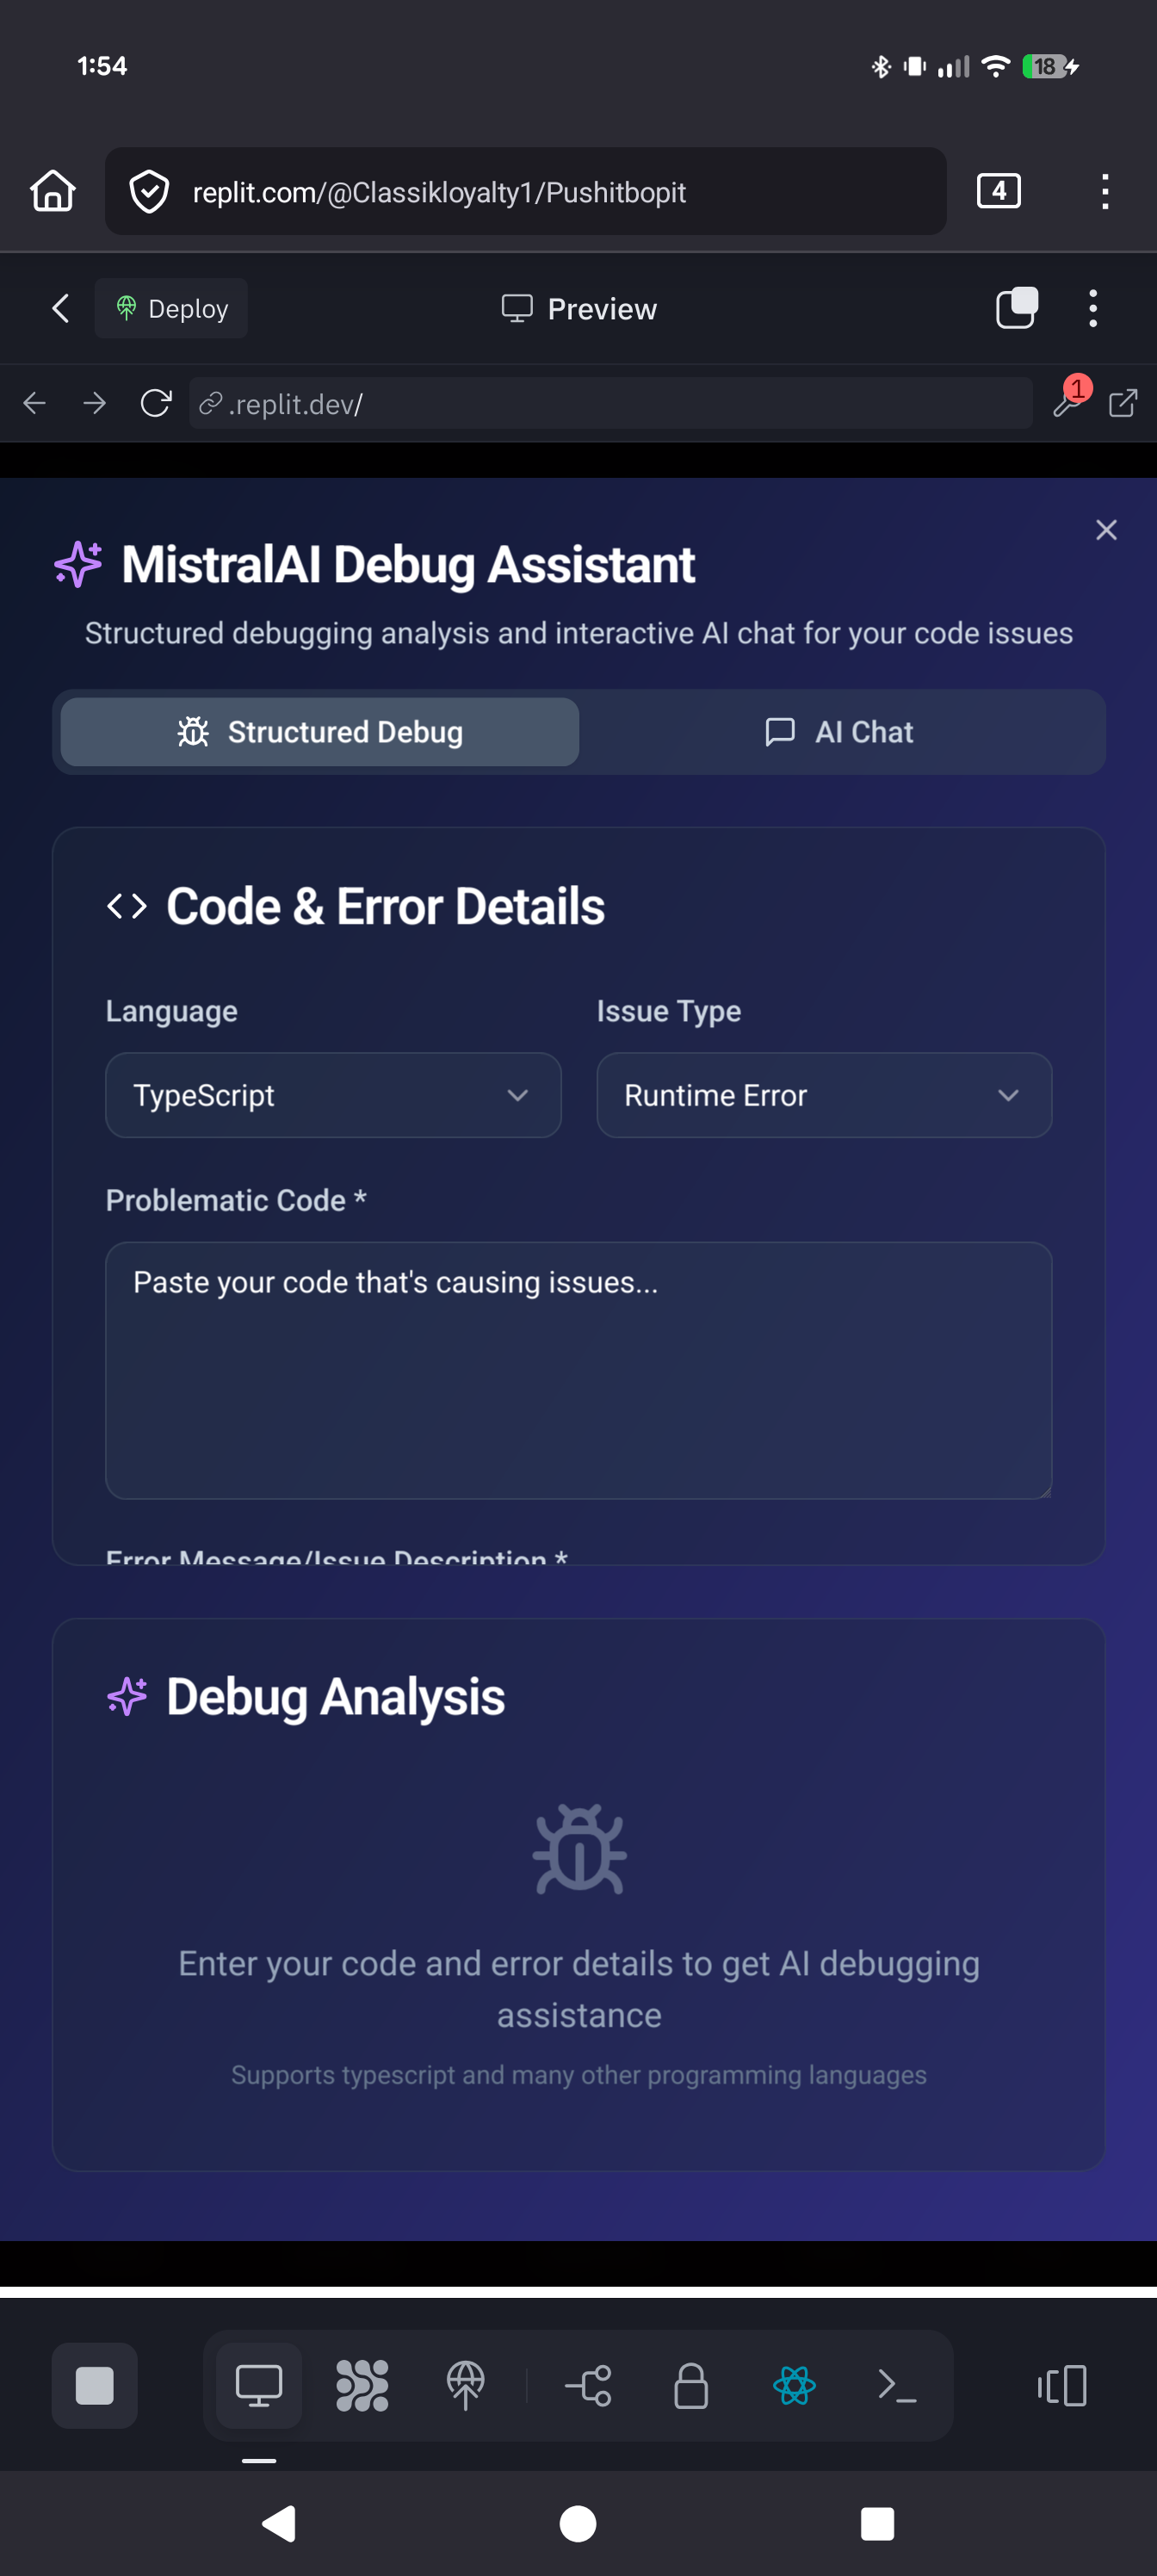 1:54
18
replit.com/@Classikloyalty1/Pushitbopit
4
Deploy
Preview
.replit.dev/
1
MistralAI Debug Assistant
Structured debugging analysis and interactive AI chat for your code issues
Structured Debug
AI Chat
Code & Error Details
Language
Issue Type
TypeScript
Runtime Error
Problematic Code *
Paste your code that's causing issues...
Error Message/Issue Description *
Debug Analysis
Enter your code and error details to get AI debugging
assistance
Supports typescript and many other programming languages